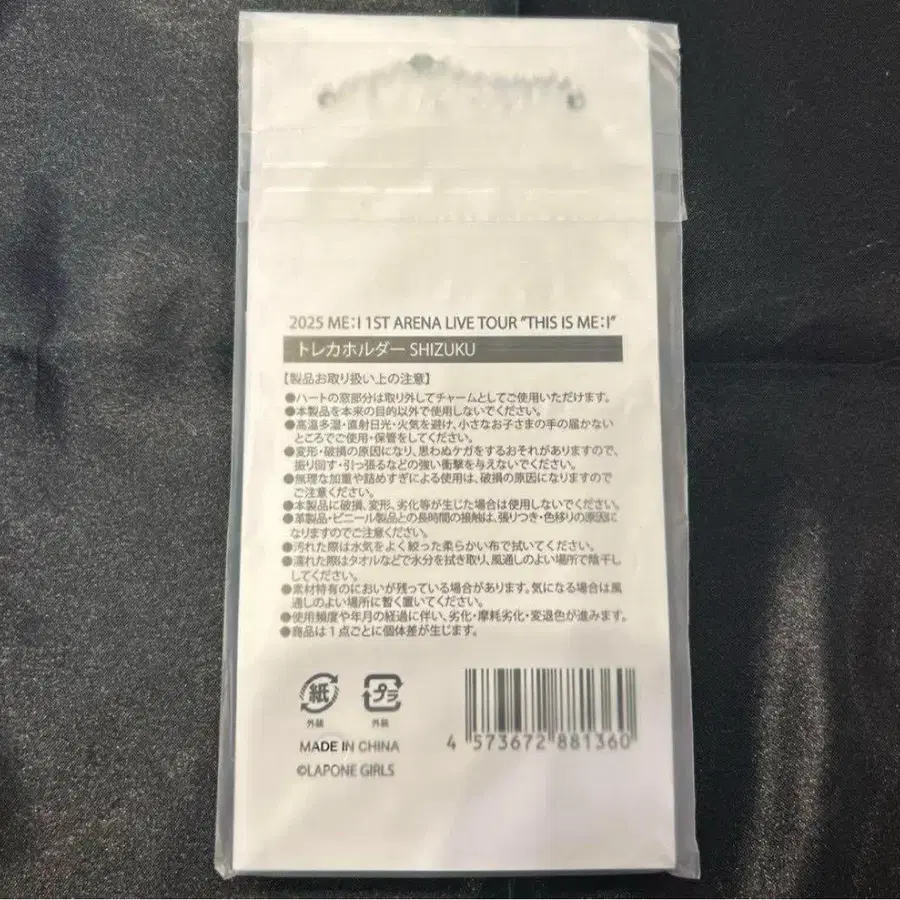 2025 ME:I 1ST ARENA LIVE TOUR "THIS IS ME:I"
トレカホルダー SHIZUKU
【製品お取り扱い上の注意】
●ハートの窓部分は取り外してチャームとしてご使用いただけます。
●本製品を本来の目的以外で使用しないでください。
●高温多湿・直射日光・火気を避け、小さなお子さまの手の届かない
ところでご使用・保管をしてください。
●変形・破損の原因になり、思わぬケガをするおそれがありますので、
振り回す・引っ張るなどの強い衝撃を与えないでください。
●無理な加重や詰めすぎによる使用は、破損の原因になりますので
ご注意ください。
●本製品に破損、変形、劣化等が生じた場合は使用しないでください。
●革製品・ビニール製品との長時間の接触は、張りつき・色移りの原因に
なりますのでご注意ください。
●汚れた際は水気をよく絞った柔らかい布で拭いてください。
●濡れた際はタオルなどで水分を拭き取り、風通しのよい場所で陰干し
してください。
●素材特有のにおいが残っている場合があります。気になる場合は風
通しのよい場所に暫く置いてください。
●使用頻度や年月の経過に伴い、劣化・摩耗劣化・変退色が進みます。
●商品は1点ごとに個体差が生じます。
紙 プラ
外装 外装
MADE IN CHINA
©LAPONE GIRLS
4 573672 881360